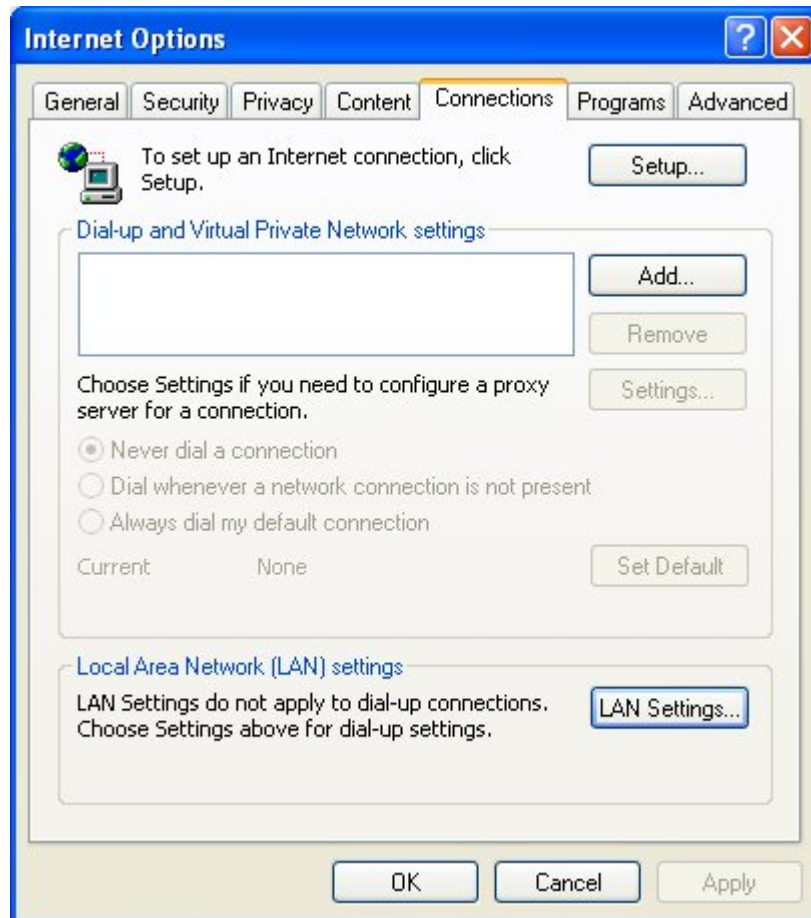 Internet Options
?
General Security Privacy Content Connections Programs Advanced
To set up an Internet connection, click
Setup.
Setup...
Dial-up and Virtual Private Network settings
Add...
Remove
Choose Settings if you need to configure a proxy
server for a connection.
Settings...
Never dial a connection
Dial whenever a network connection is not present
Always dial my default connection
Current None
Set Default
Local Area Network (LAN) settings
LAN Settings do not apply to dial-up connections.
Choose Settings above for dial-up settings.
LAN Settings...
OK Cancel Apply